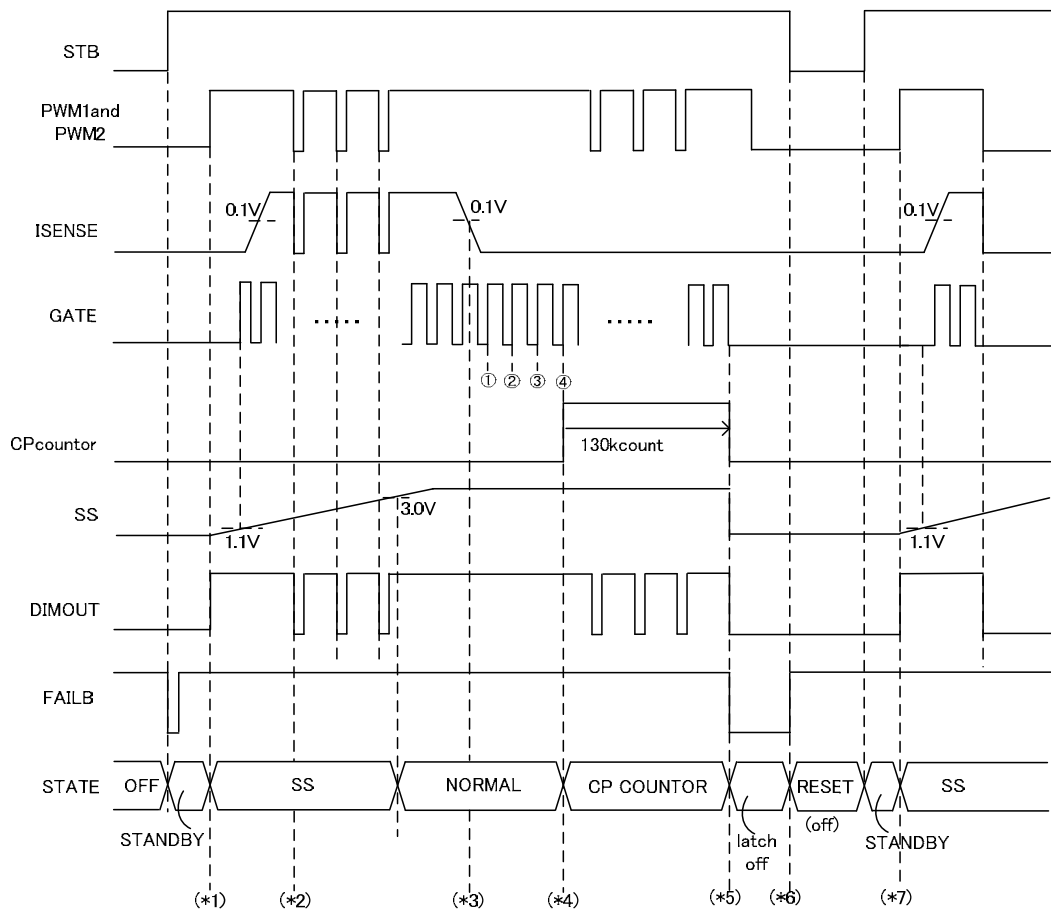 STB
PWM1and
PWM2
0.1V
0.1V
0.1V
ISENSE
GATE
.....
.....
① ② ③ ④
CPcountor
130kcount
SS
1.1V
3.0V
1.1V
DIMOUT
FAILB
STATE
OFF
SS
NORMAL
CP COUNTOR
RESET
SS
STANDBY
latch
off
(off)
STANDBY
(*1)
(*2)
(*3)
(*4)
(*5)
(*6)
(*7)